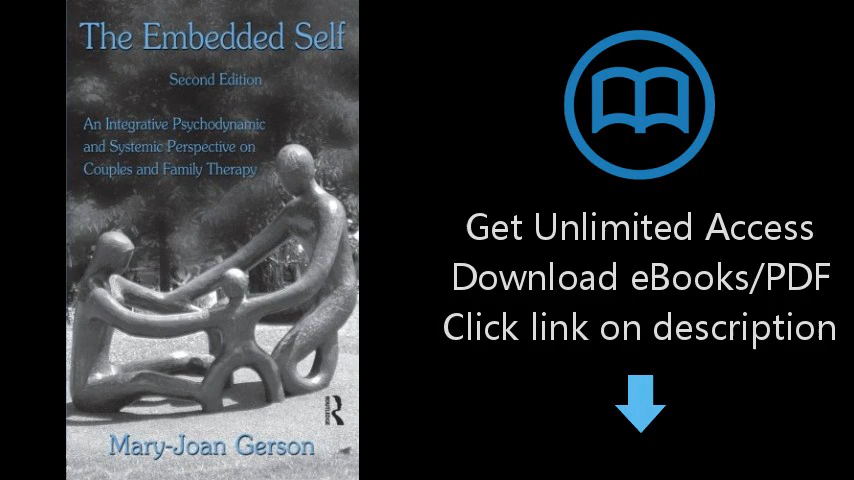 The Embedded Self
Second Edition
An Integrative Psychodynamic
and Systemic Perspective on
Couples and Family Therapy
ROUTLEDGE
Mary-Joan Gerson
Get Unlimited Access
Download eBooks/PDF
Click link on description